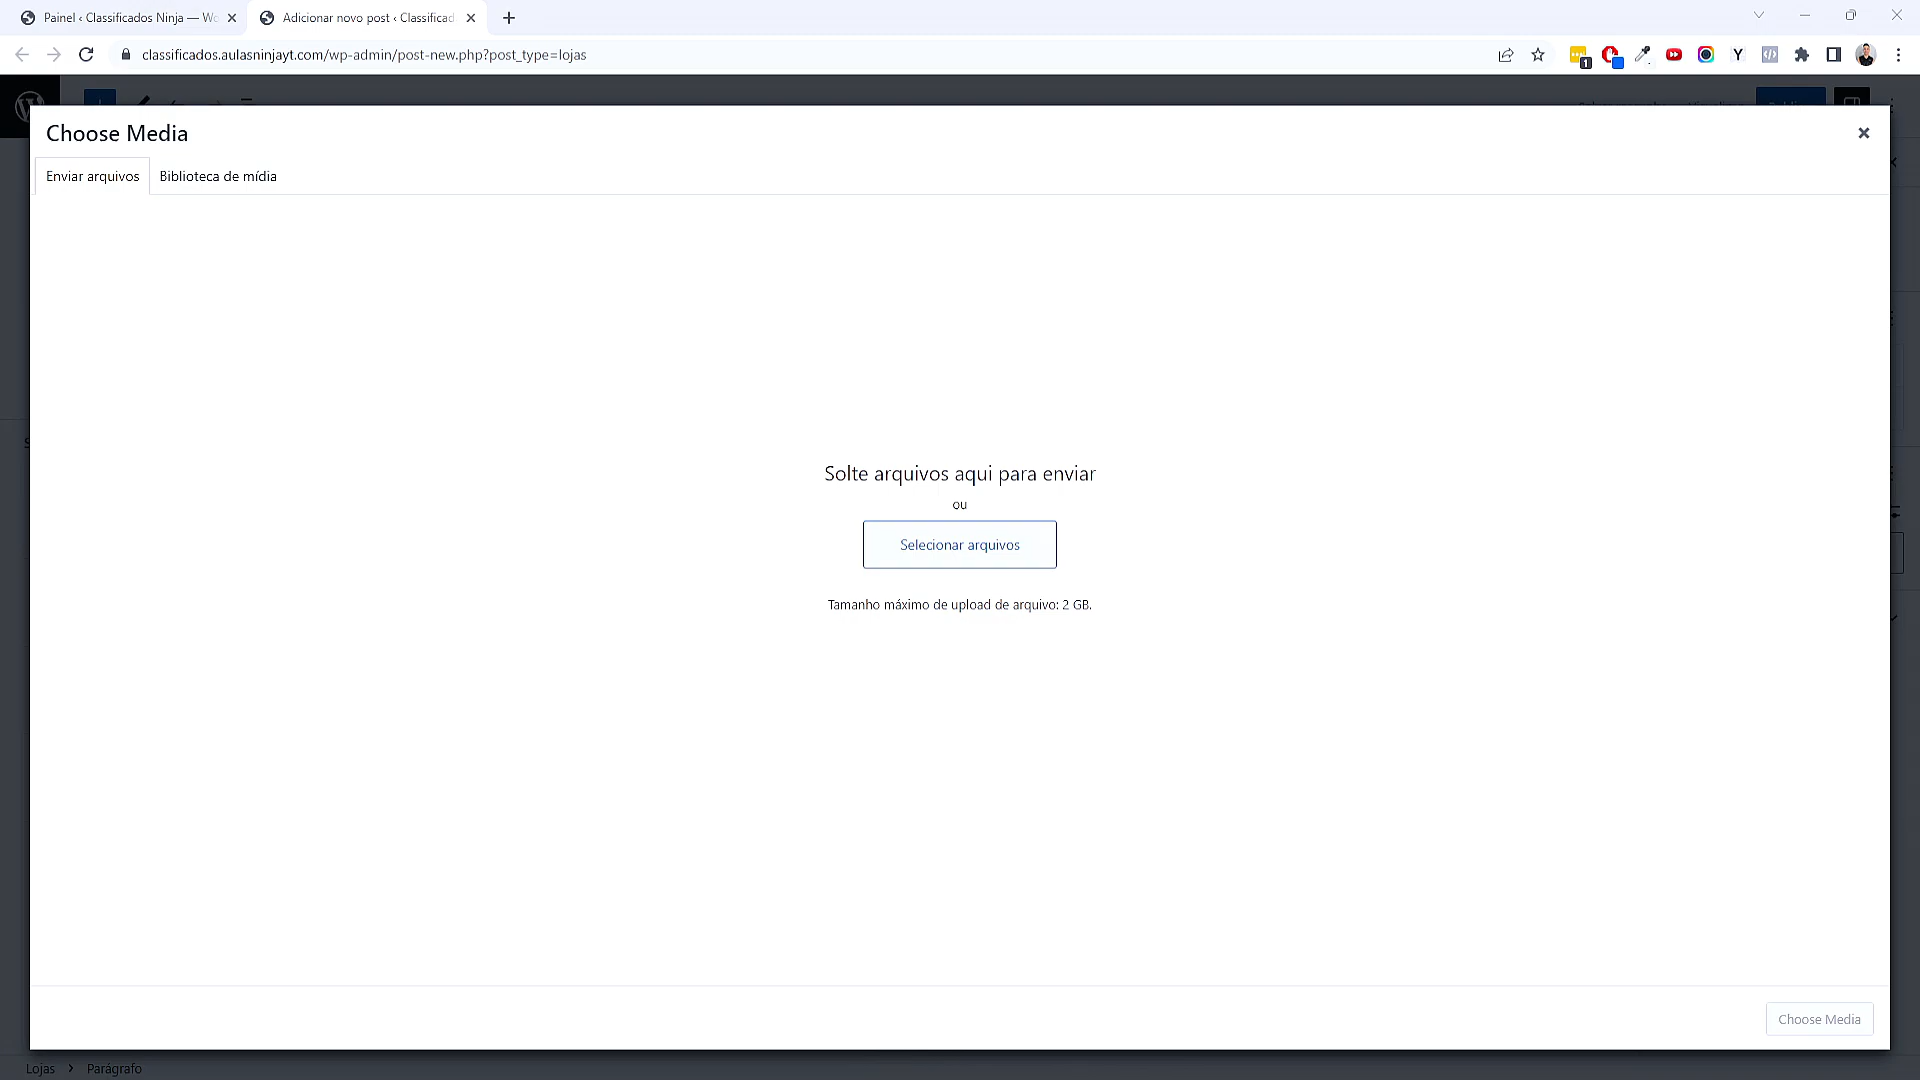 Painel ‹ Classificados Ninja — Wo
Adicionar novo post ‹ Classificad
classificados.aulasninjayt.com/wp-admin/post-new.php?post_type=lojas
1
Y
Choose Media
Enviar arquivos
Biblioteca de mídia
Solte arquivos aqui para enviar
ou
Selecionar arquivos
Tamanho máximo de upload de arquivo: 2 GB.
Choose Media
Lojas
Parágrafo